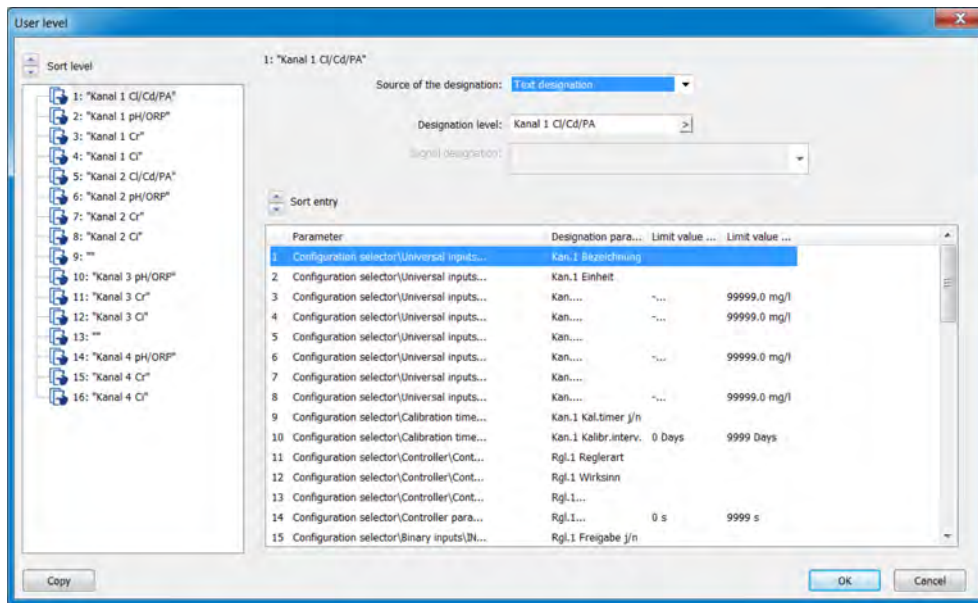 User level
Sort level
1: "Kanal 1 Cl/Cd/PA"
2: "Kanal 1 pH/ORP"
3: "Kanal 1 Cr"
4: "Kanal 1 Ci"
5: "Kanal 2 Cl/Cd/PA"
6: "Kanal 2 pH/ORP"
7: "Kanal 2 Cr"
8: "Kanal 2 Ci"
9: ""
10: "Kanal 3 pH/ORP"
11: "Kanal 3 Cr"
12: "Kanal 3 Ci"
13: ""
14: "Kanal 4 pH/ORP"
15: "Kanal 4 Cr"
16: "Kanal 4 Ci"
1: "Kanal 1 Cl/Cd/PA"
Source of the designation: Text designation
Designation level: Kanal 1 Cl/Cd/PA >
Signal designation:
Sort entry
Parameter Designation para... Limit value ... Limit value ...
1 Configuration selector\Universal inputs... Kan.1 Bezeichnung
2 Configuration selector\Universal inputs... Kan.1 Einheit
3 Configuration selector\Universal inputs... Kan.... -... 99999.0 mg/l
4 Configuration selector\Universal inputs... Kan.... -... 99999.0 mg/l
5 Configuration selector\Universal inputs... Kan....
6 Configuration selector\Universal inputs... Kan.... -... 99999.0 mg/l
7 Configuration selector\Universal inputs... Kan....
8 Configuration selector\Universal inputs... Kan.... -... 99999.0 mg/l
9 Configuration selector\Calibration time... Kan.1 Kal.timer j/n
10 Configuration selector\Calibration time... Kan.1 Kalibr.interv. 0 Days 9999 Days
11 Configuration selector\Controller\Cont... Rgl.1 Reglerart
12 Configuration selector\Controller\Cont... Rgl.1 Wirksinn
13 Configuration selector\Controller\Cont... Rgl.1...
14 Configuration selector\Controller para... Rgl.1... 0 s 9999 s
15 Configuration selector\Binary inputs\IN... Rgl.1 Freigabe j/n
Copy OK Cancel